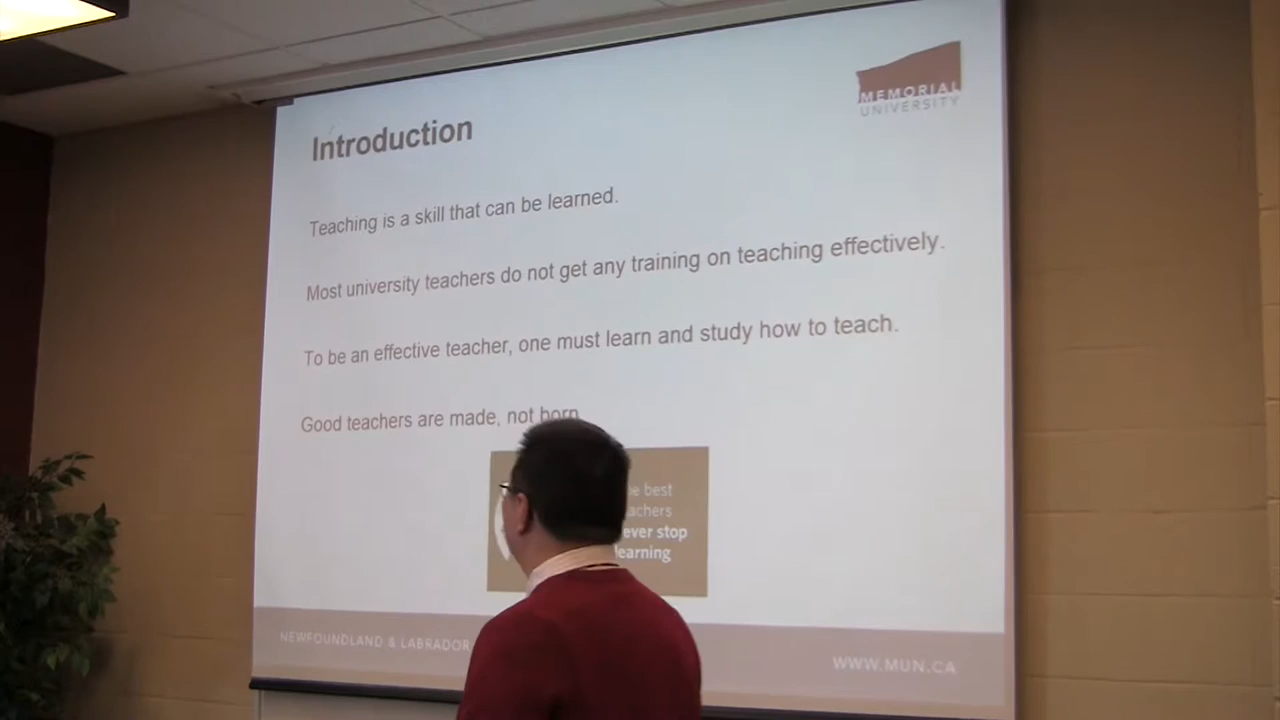 MEMORIAL
UNIVERSITY
Introduction
Teaching is a skill that can be learned.
Most university teachers do not get any training on teaching effectively.
To be an effective teacher, one must learn and study how to teach.
Good teachers are made, not born
best
ever stop
learning
NEWFOUNDLAND & LABRADOR
WWW.MUN.CA